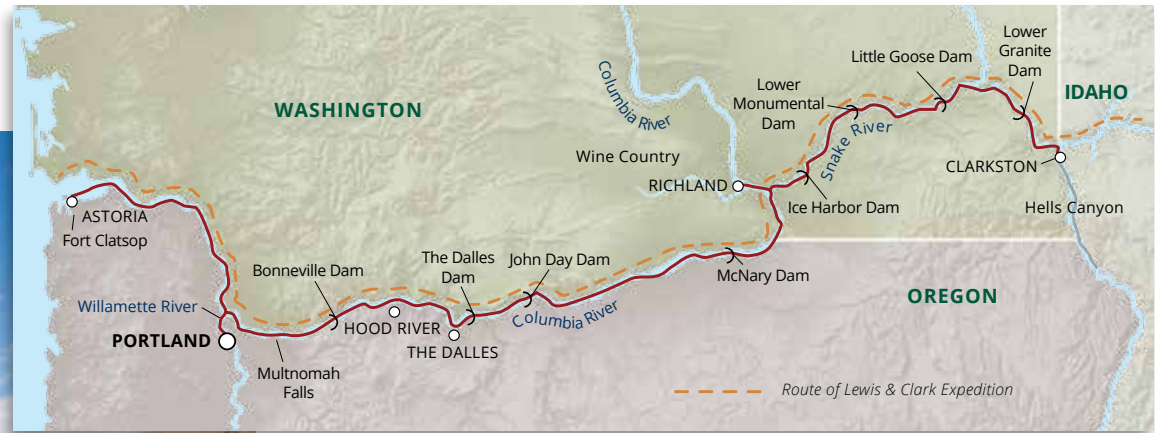 Lower
Granite
Dam
Little Goose Dam
IDAHO
Columbia River
Lower
Monumental
Dam
WASHINGTON
Snake River
Wine Country
CLARKSTON
RICHLAND
Ice Harbor Dam
Hells Canyon
ASTORIA
Fort Clatsop
The Dalles
Dam
John Day Dam
Bonneville Dam
McNary Dam
OREGON
Willamette River
Columbia River
HOOD RIVER
PORTLAND
THE DALLES
Multnomah
Falls
Route of Lewis & Clark Expedition